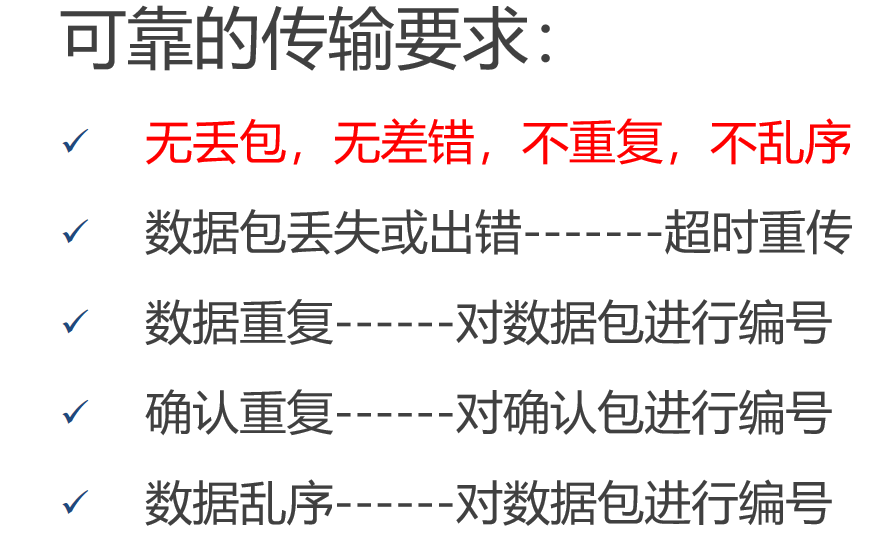 可靠的传输要求：
✓ 无丢包，无差错，不重复，不乱序
✓ 数据包丢失或出错-------超时重传
✓ 数据重复------对数据包进行编号
✓ 确认重复------对确认包进行编号
✓ 数据乱序------对数据包进行编号